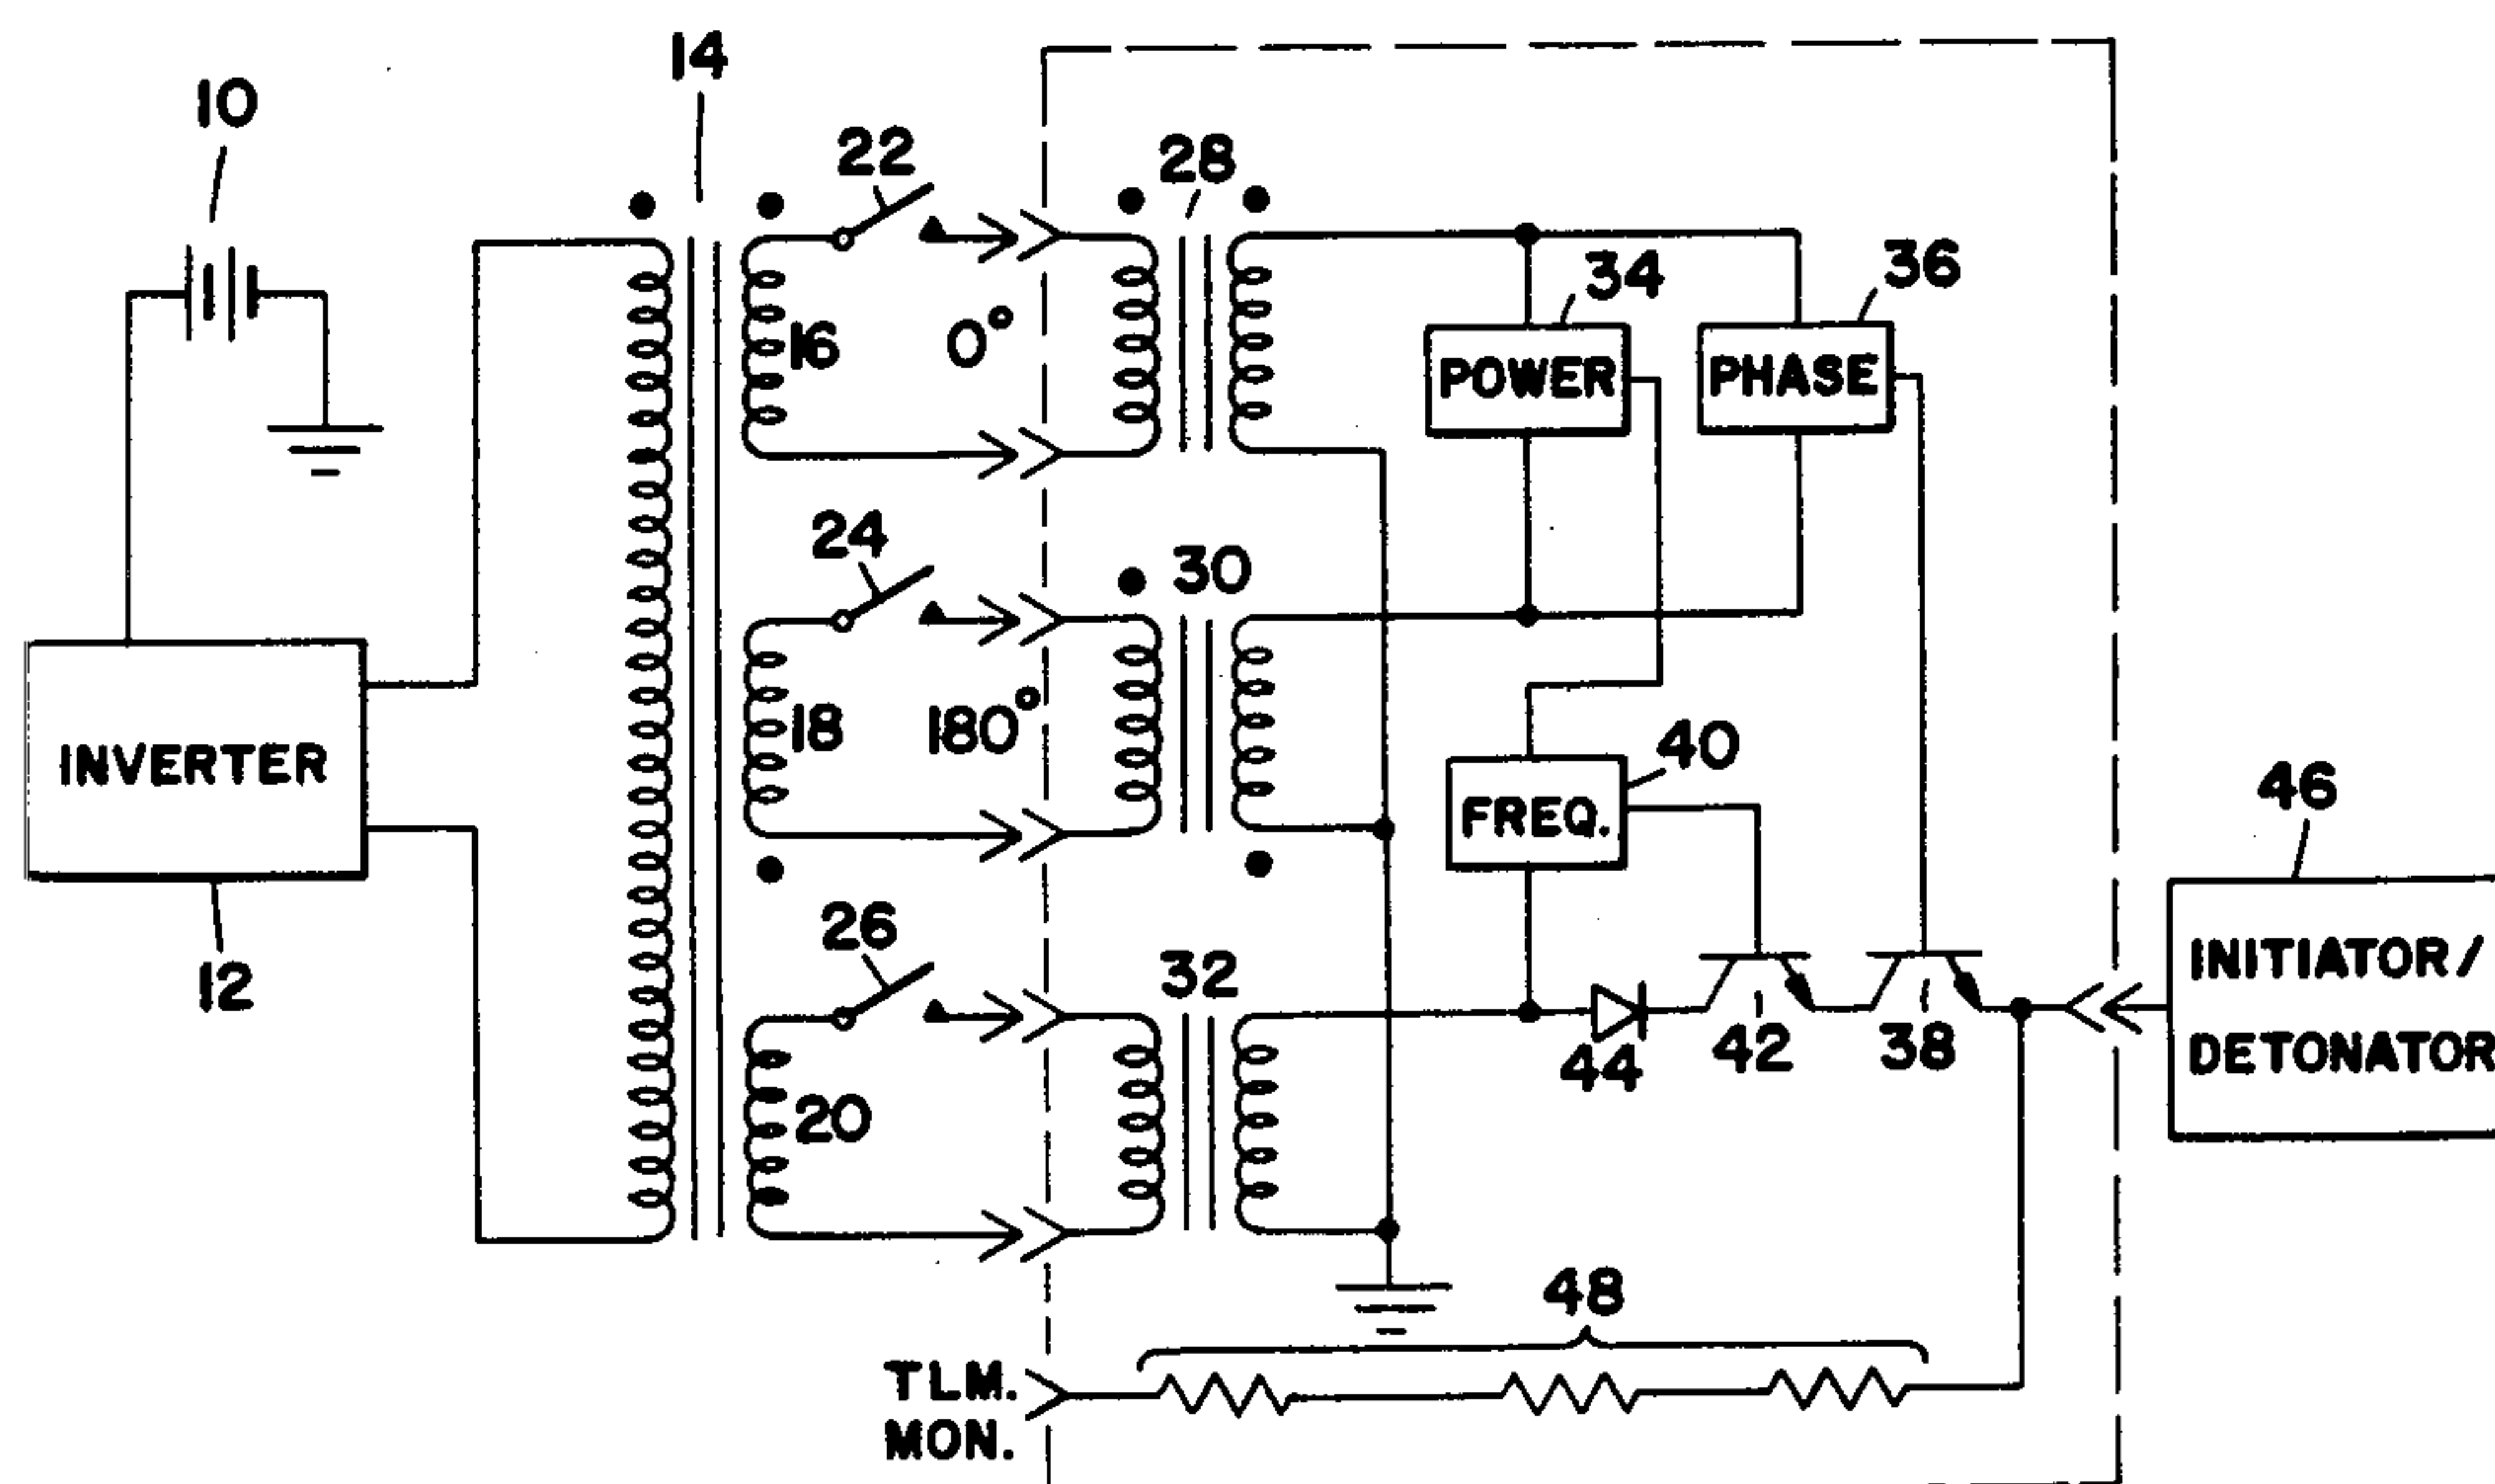 14
10
22
28
34
36
16
0°
POWER
PHASE
24
30
18
180°
40
INVERTER
FREQ.
46
26
12
32
INITIATOR/
DETONATOR
44
42
38
20
48
TLM.
MON.